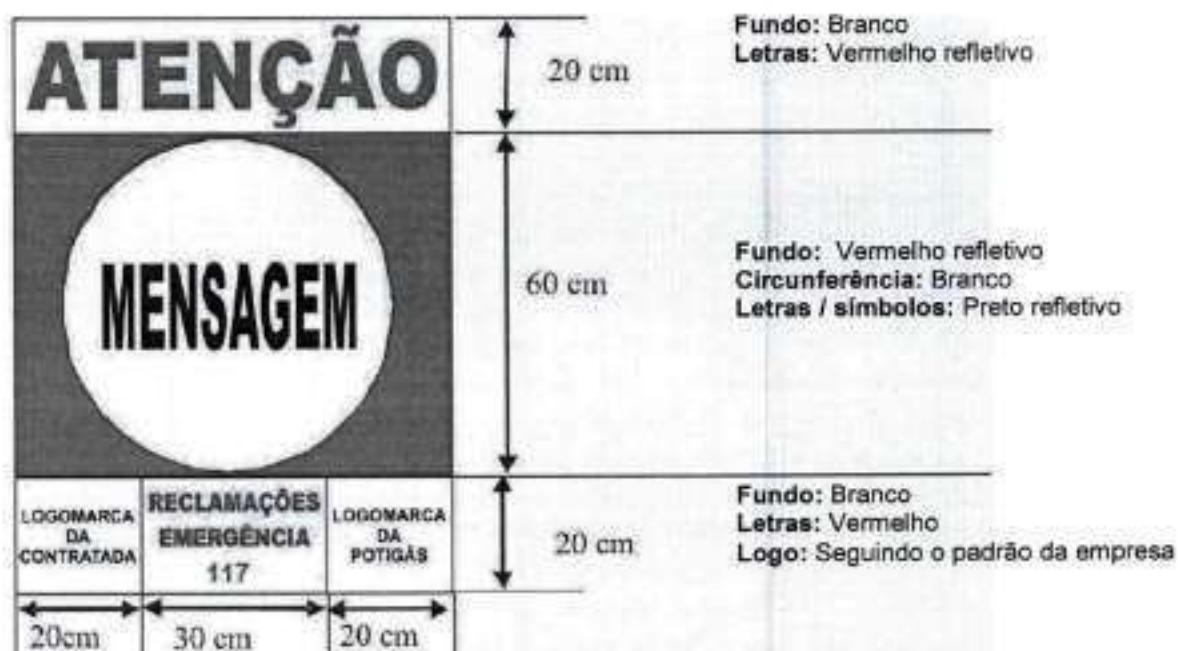 ATENÇÃO
20 cm
Fundo: Branco
Letras: Vermelho refletivo
MENSAGEM
60 cm
Fundo: Vermelho refletivo
Circunferência: Branco
Letras / símbolos: Preto refletivo
LOGOMARCA
DA
CONTRATADA
RECLAMAÇÕES
EMERGÊNCIA
117
LOGOMARCA
DA
POTIGÁS
20 cm
Fundo: Branco
Letras: Vermelho
Logo: Seguindo o padrão da empresa
20cm
30 cm
20 cm